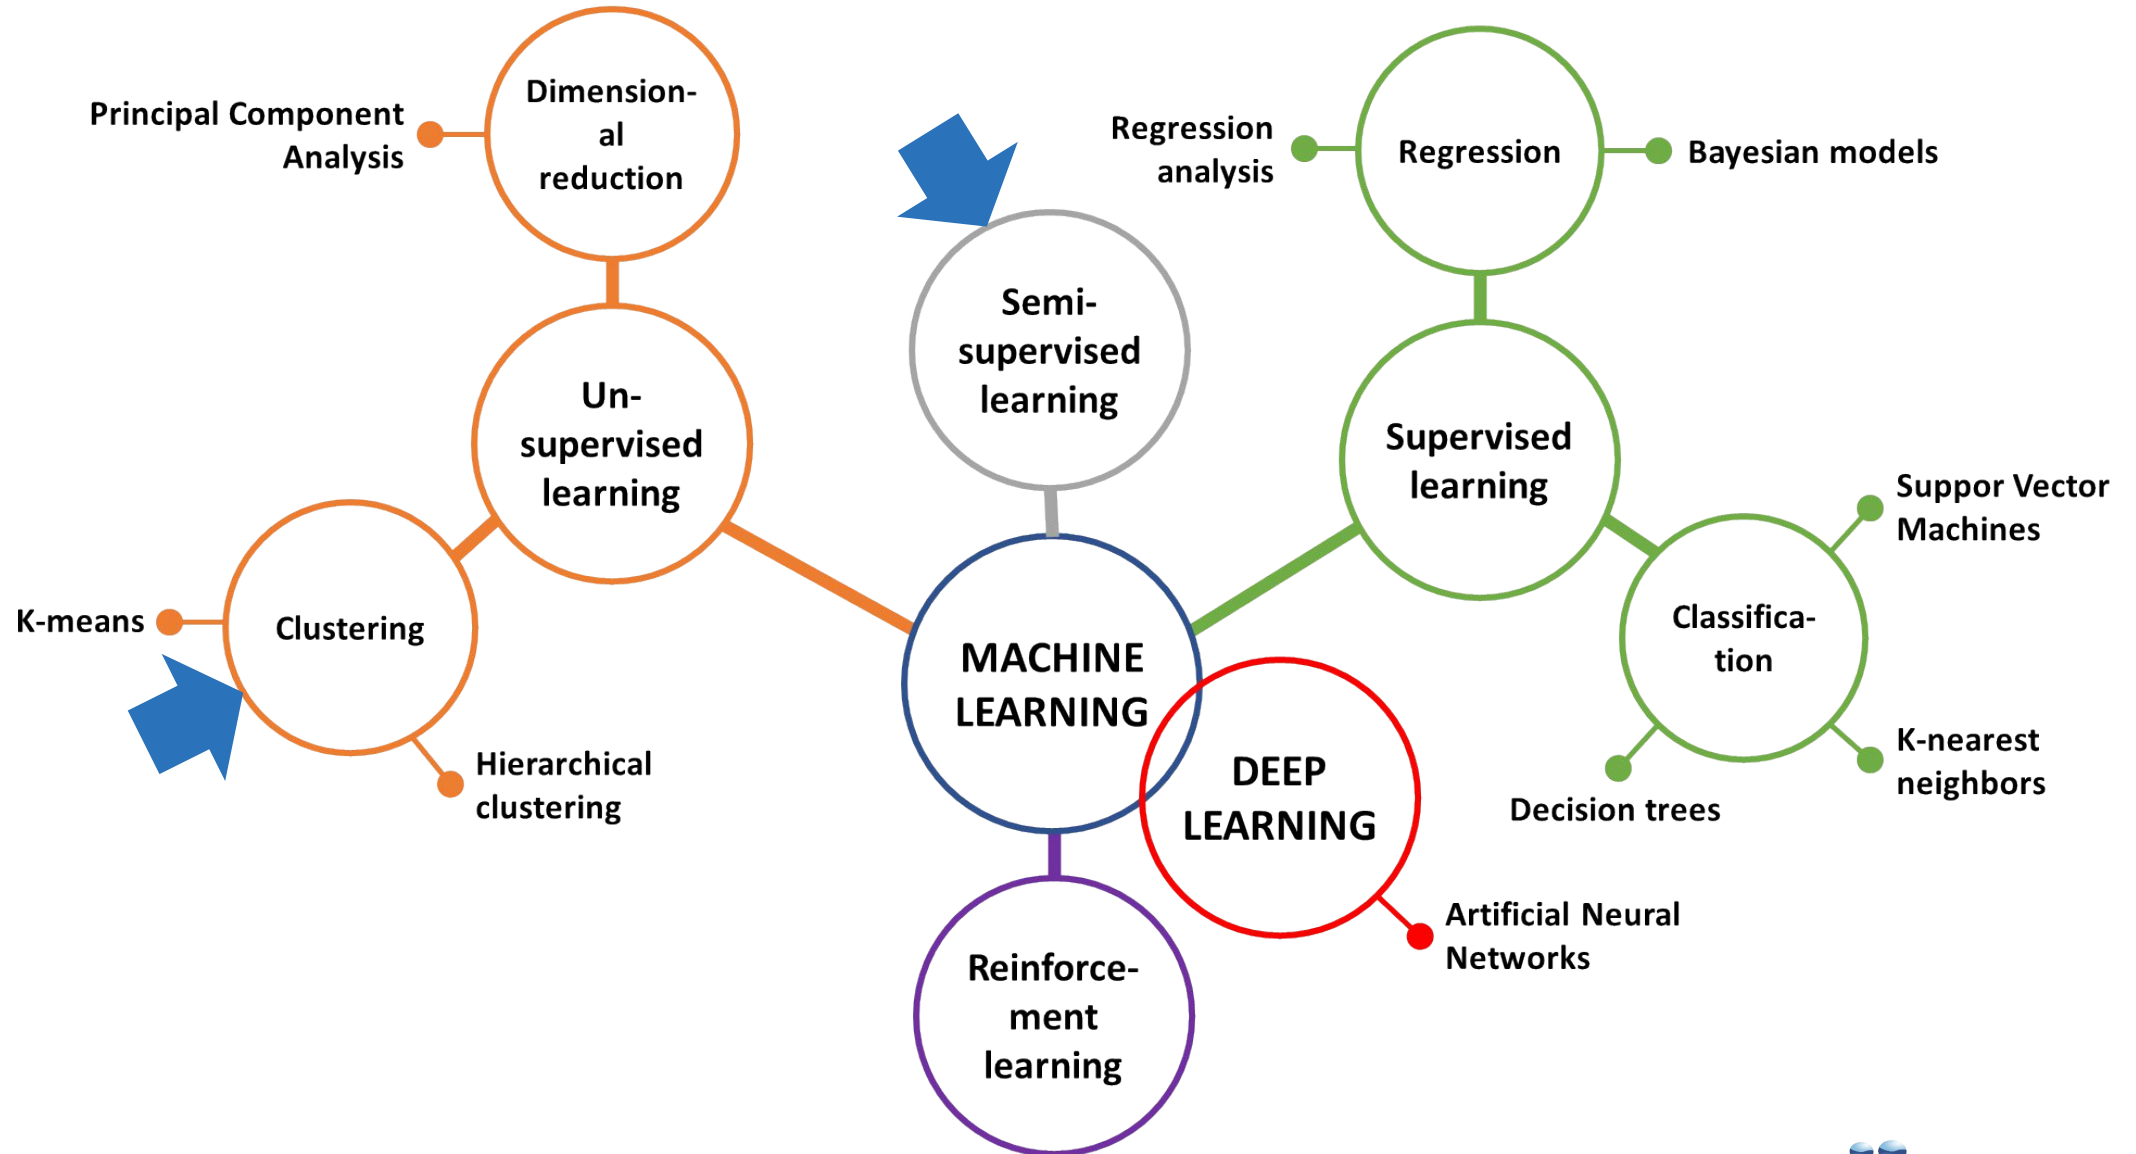 Dimension-
al
reduction
Principal Component
Analysis
Un-
supervised
learning
Clustering
K-means
Hierarchical
clustering
Semi-
supervised
learning
MACHINE
LEARNING
DEEP
LEARNING
Artificial Neural
Networks
Reinforce-
ment
learning
Regression
Regression
analysis
Bayesian models
Supervised
learning
Classifica-
tion
Suppor Vector
Machines
K-nearest
neighbors
Decision trees